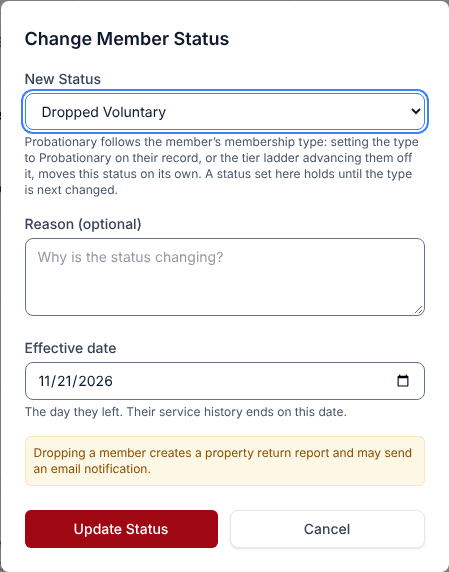 Change Member Status
New Status
Dropped Voluntary
Probationary follows the member's membership type: setting the type
to Probationary on their record, or the tier ladder advancing them off
it, moves this status on its own. A status set here holds until the type
is next changed.
Reason (optional)
Why is the status changing?
Effective date
11/21/2026
The day they left. Their service history ends on this date.
Dropping a member creates a property return report and may send
an email notification.
Update Status
Cancel